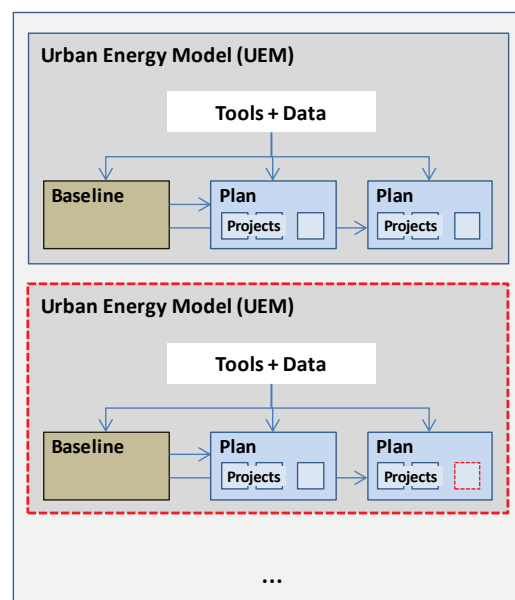 Urban Energy Model (UEM)
Tools + Data
Baseline
Plan
Projects
Plan
Projects
Urban Energy Model (UEM)
Tools + Data
Baseline
Plan
Projects
Plan
Projects
...